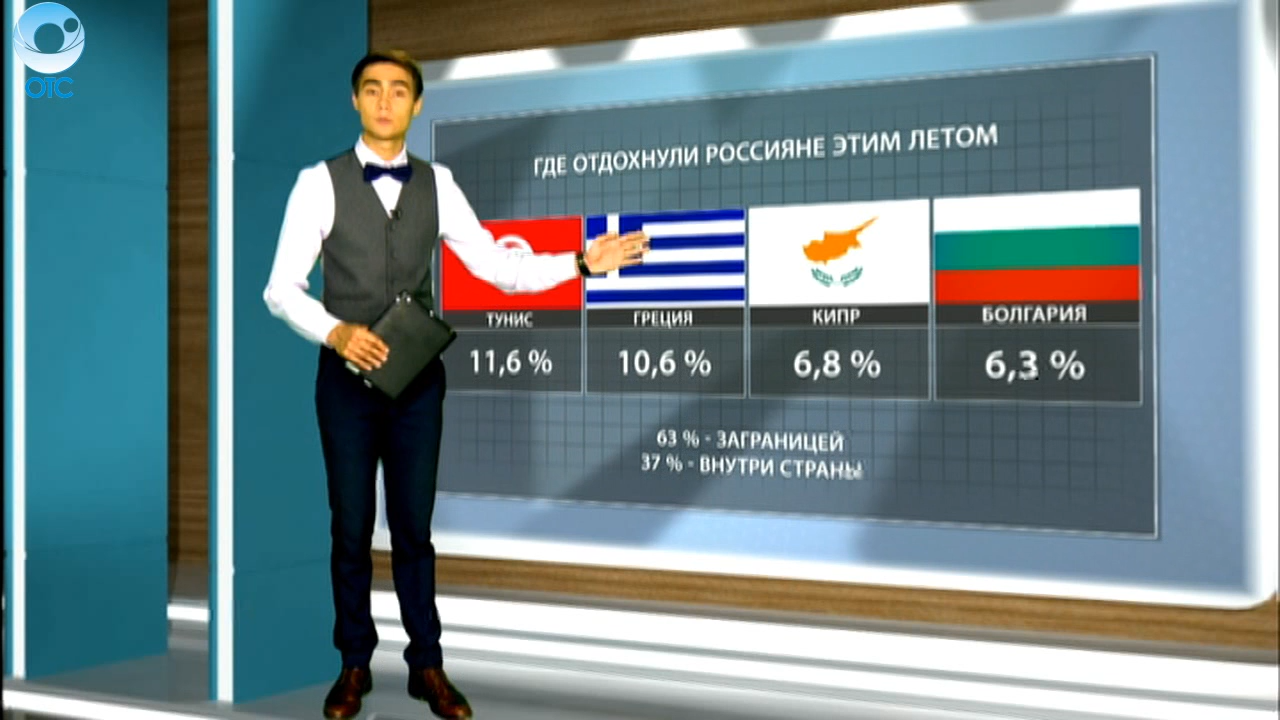 ОТС
ГДЕ ОТДОХНУЛИ РОССИЯНЕ ЭТИМ ЛЕТОМ
ТУНИС ГРЕЦИЯ КИПР БОЛГАРИЯ
11,6 % 10,6 % 6,8 % 6,3 %
63 % - ЗАГРАНИЦЕЙ
37 % - ВНУТРИ СТРАНЫ